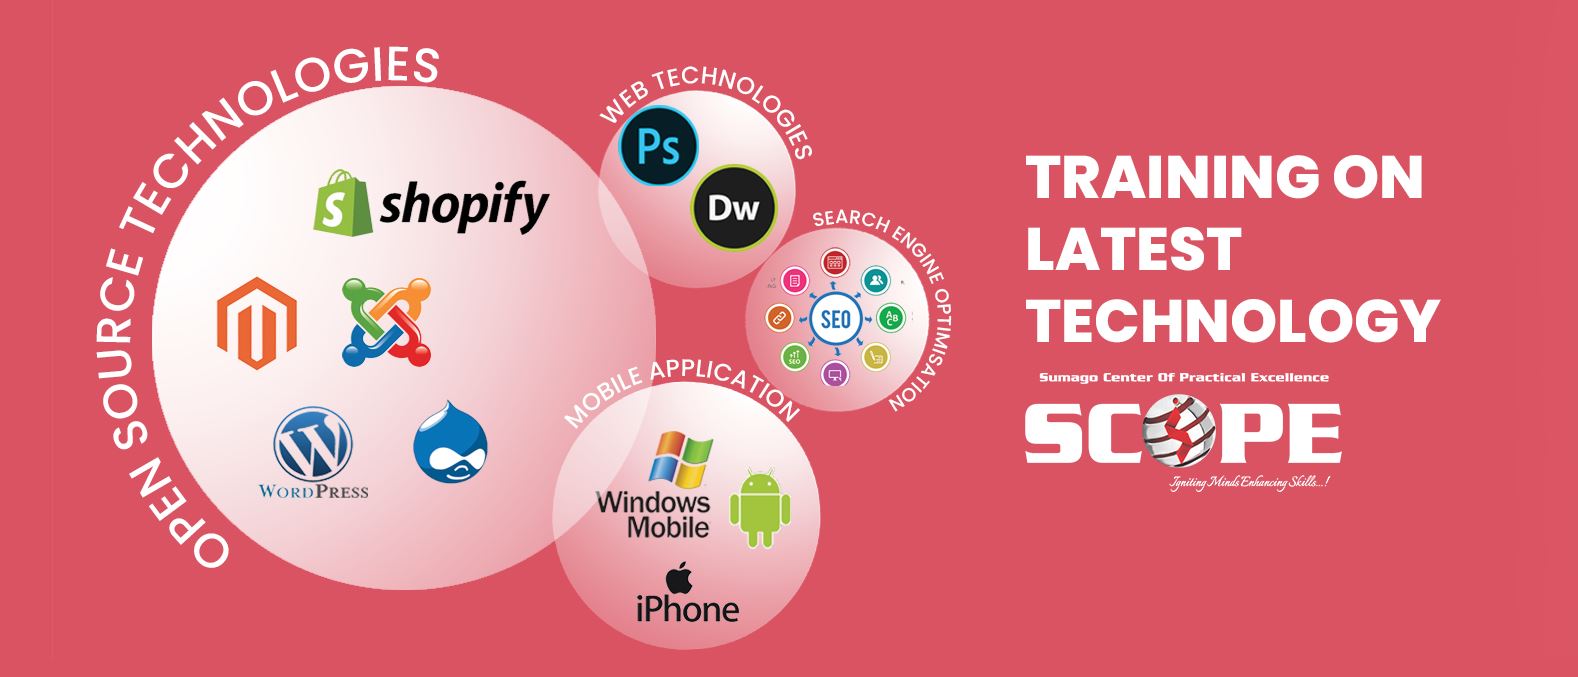 OPEN SOURCE TECHNOLOGIES
shopify
WORDPRESS
WEB TECHNOLOGIES
Ps
Dw
SEARCH ENGINE OPTIMISATION
SEO
A B
C
SEO
MOBILE APPLICATION
Windows
Mobile
iPhone
TRAINING ON
LATEST
TECHNOLOGY
Sumago Center Of Practical Excellence
SCOPE
Igniting Minds Enhancing Skills...!